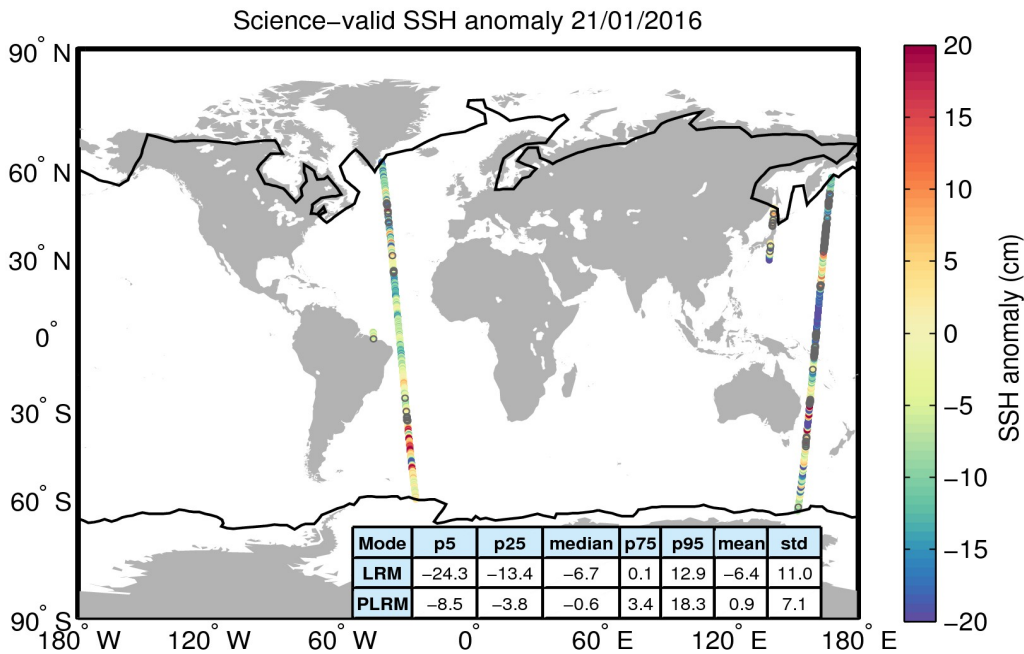 Science−valid SSH anomaly 21/01/2016
90° N
60° N
30° N
0°
30° S
60° S
90° S
180° W
120° W
60° W
0°
60° E
120° E
180° E
Mode p5 p25 median p75 p95 mean std
LRM −24.3 −13.4 −6.7 0.1 12.9 −6.4 11.0
PLRM −8.5 −3.8 −0.6 3.4 18.3 0.9 7.1
20
15
10
5
0
−5
−10
−15
−20
SSH anomaly (cm)